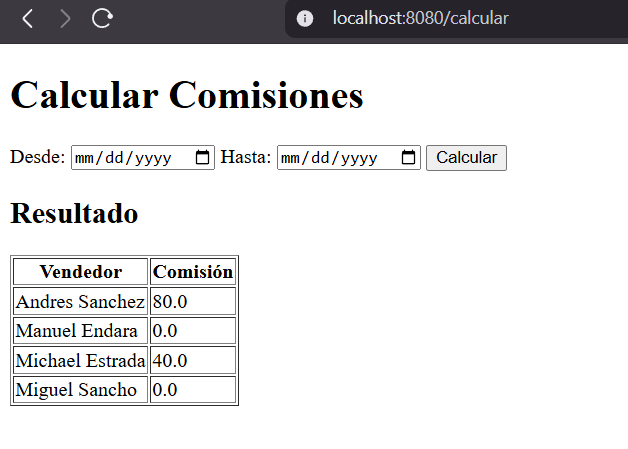 localhost:8080/calcular
Calcular Comisiones
Desde: mm/dd/yyyy Hasta: mm/dd/yyyy Calcular
Resultado
Vendedor Comisión
Andres Sanchez 80.0
Manuel Endara 0.0
Michael Estrada 40.0
Miguel Sancho 0.0